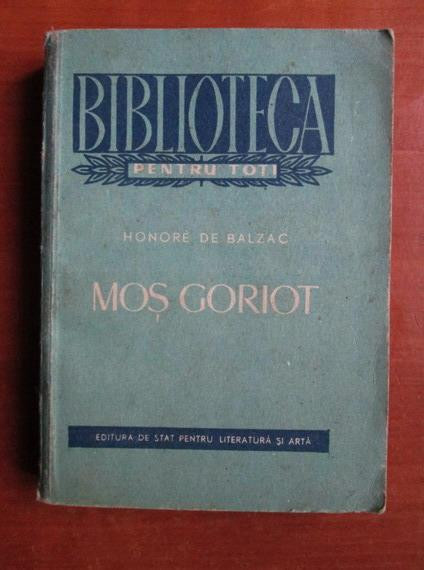 BIBLIOTECA
PENTRU TOȚI
HONORÉ DE BALZAC
MOȘ GORIOT
EDITURA DE STAT PENTRU LITERATURĂ ȘI ARTĂ